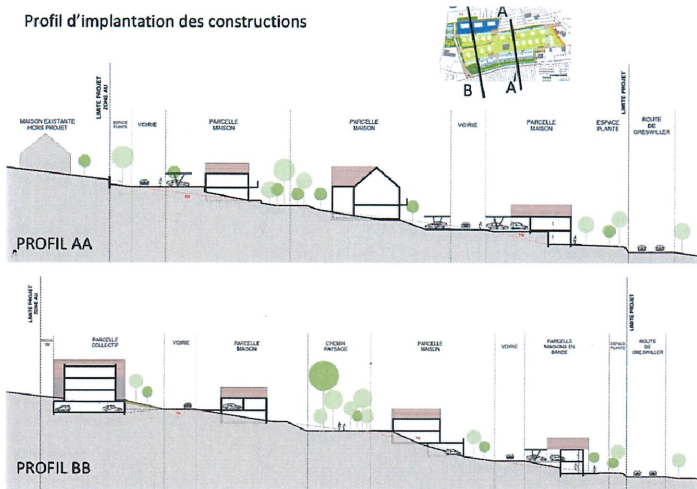 Profil d'implantation des constructions
A
B
A'
LIMITE PROJET
ZONE AU
LIMITE PROJET
MAISON EXISTANTE
HORS PROJET
ESPACE
PLANTE
VOIRIE
PARCELLE
MAISON
PARCELLE
MAISON
VOIRIE
PARCELLE
MAISON
ESPACE
PLANTE
ROUTE
DE
GRESWILLER
PROFIL AA
LIMITE PROJET
ZONE AU
LIMITE PROJET
PARCELLE
COLLECTIF
VOIRIE
PARCELLE
MAISON
CHEMIN
PAYSAGE
PARCELLE
MAISON
VOIRIE
PARCELLE
MAISONS EN
BANDE
ESPACE
PLANTE
ROUTE
DE
GRESWILLER
PROFIL BB